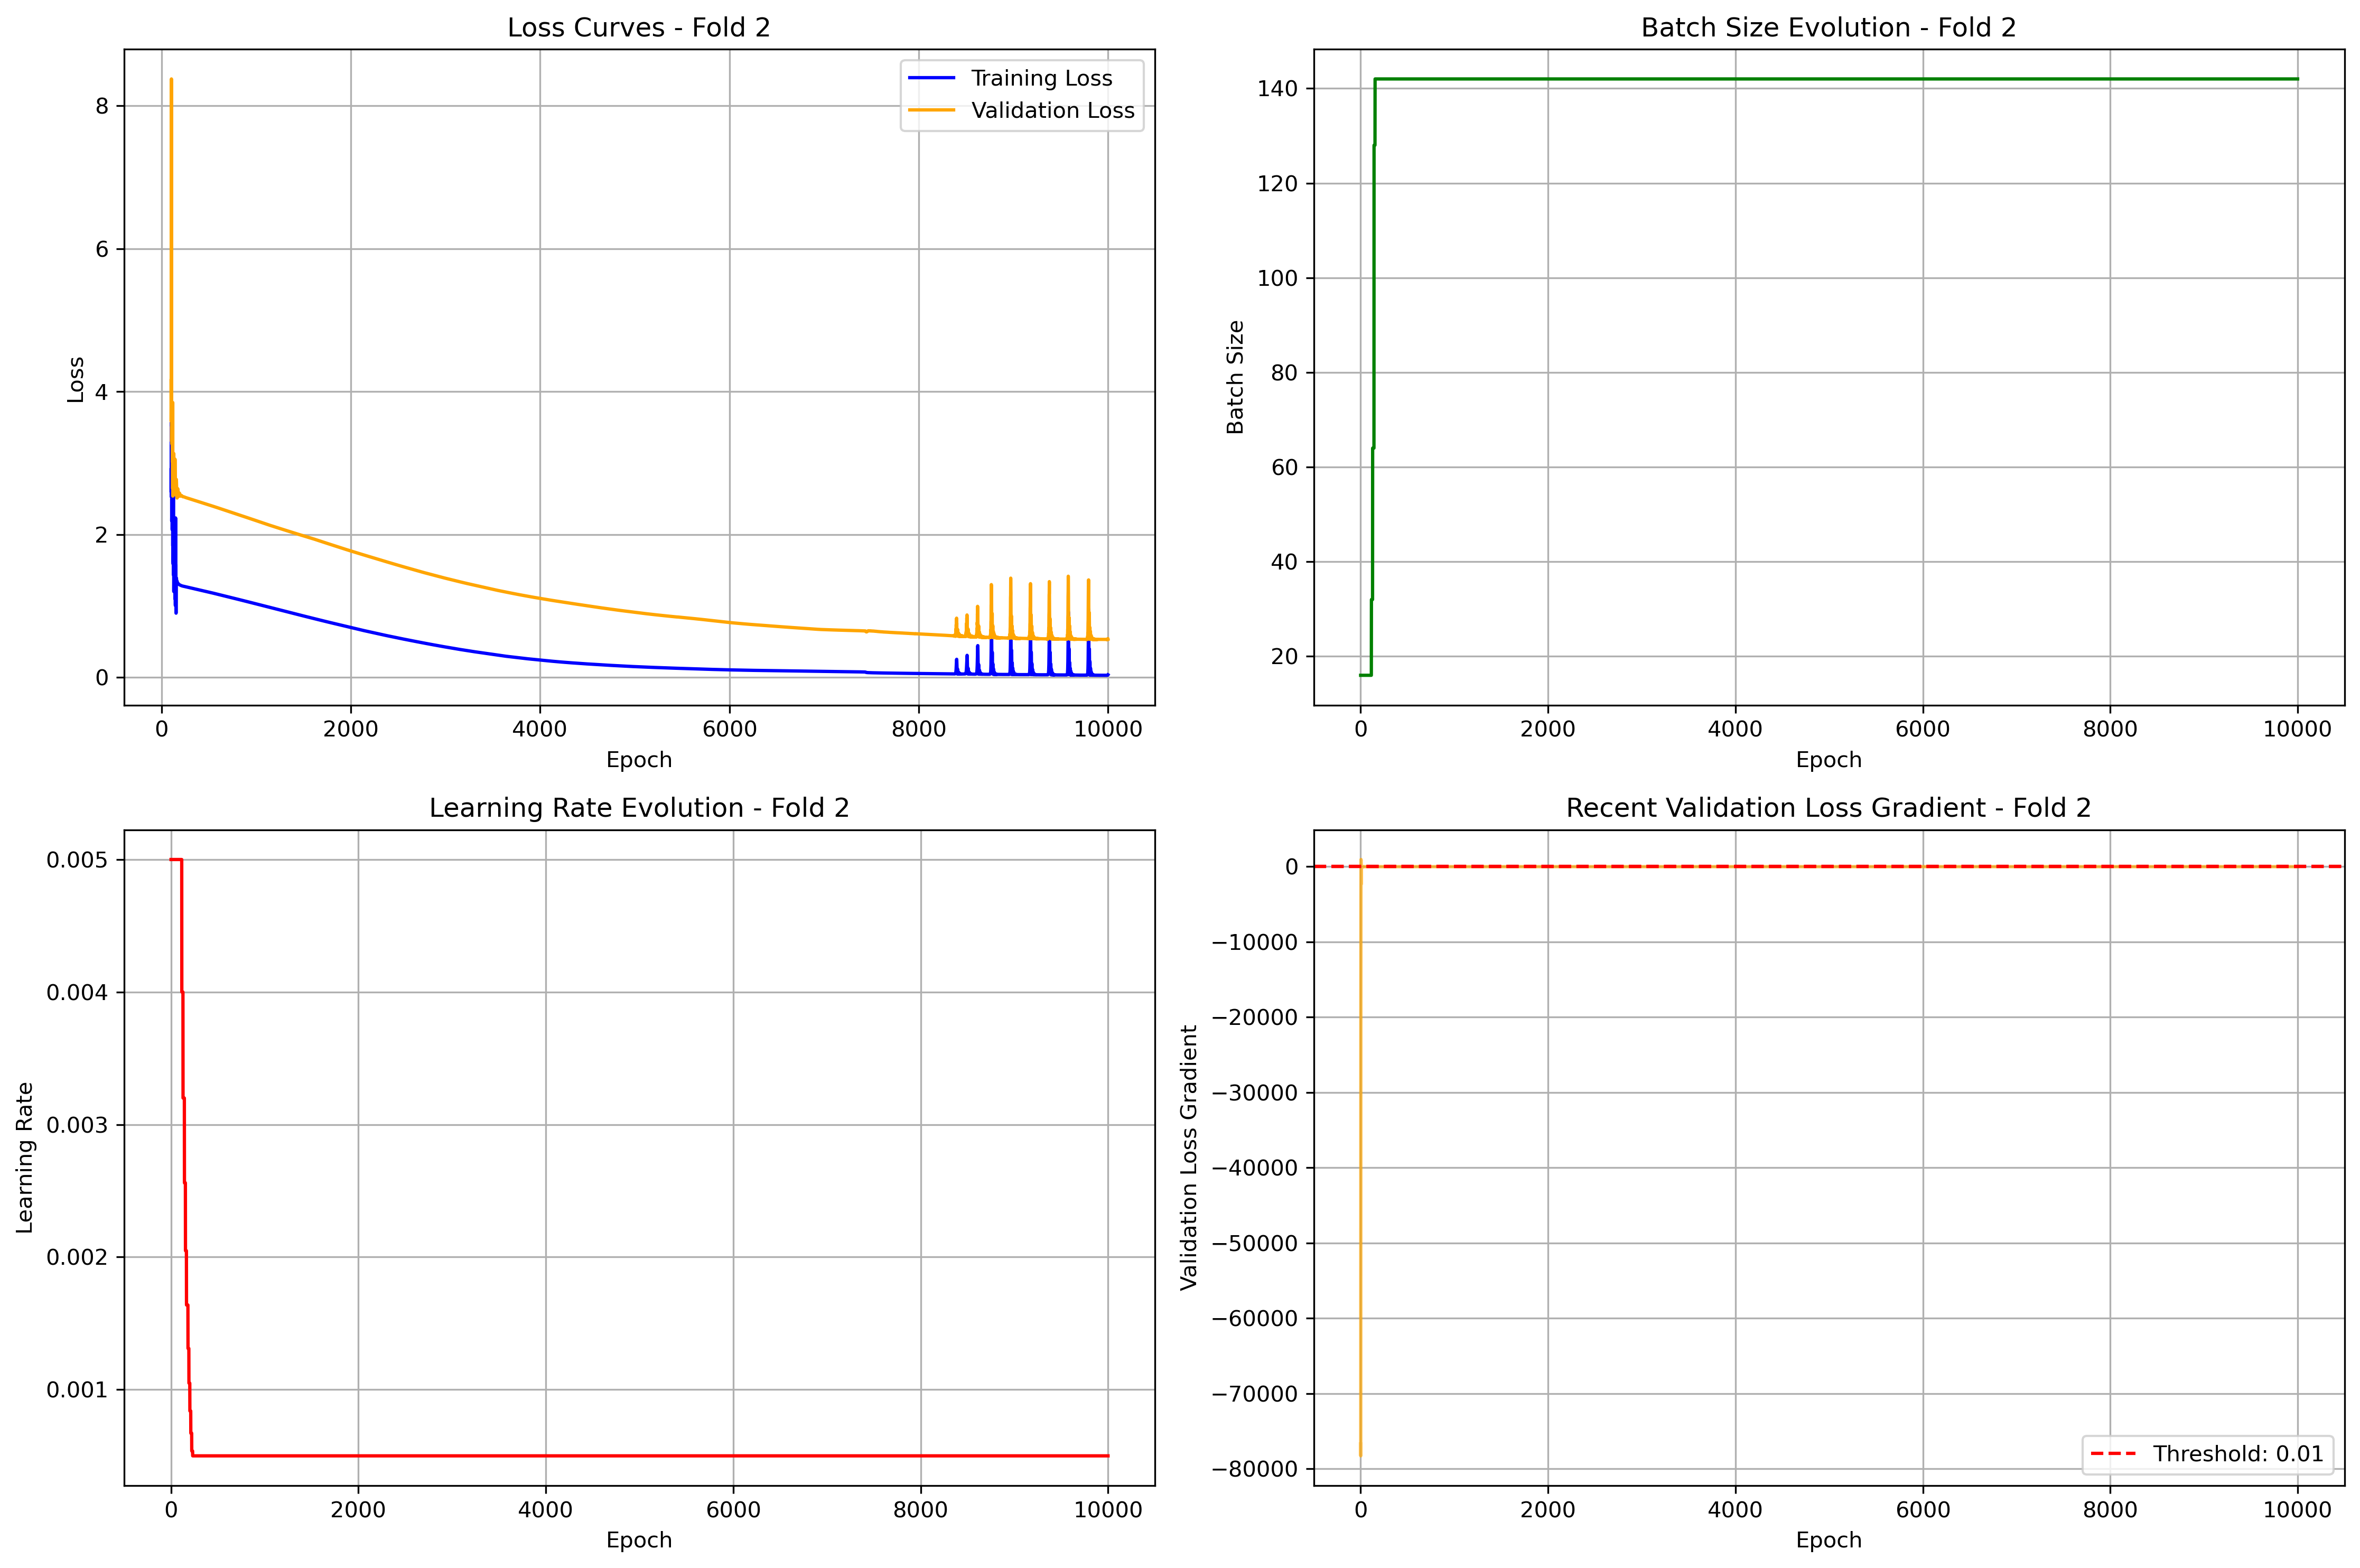 Loss Curves - Fold 2
Training Loss
Validation Loss
8
6
4
2
0
Loss
0 2000 4000 6000 8000 10000
Epoch
Batch Size Evolution - Fold 2
140
120
100
80
60
40
20
Batch Size
0 2000 4000 6000 8000 10000
Epoch
Learning Rate Evolution - Fold 2
0.005
0.004
0.003
0.002
0.001
Learning Rate
0 2000 4000 6000 8000 10000
Epoch
Recent Validation Loss Gradient - Fold 2
0
−10000
−20000
−30000
−40000
−50000
−60000
−70000
−80000
Validation Loss Gradient
Threshold: 0.01
0 2000 4000 6000 8000 10000
Epoch